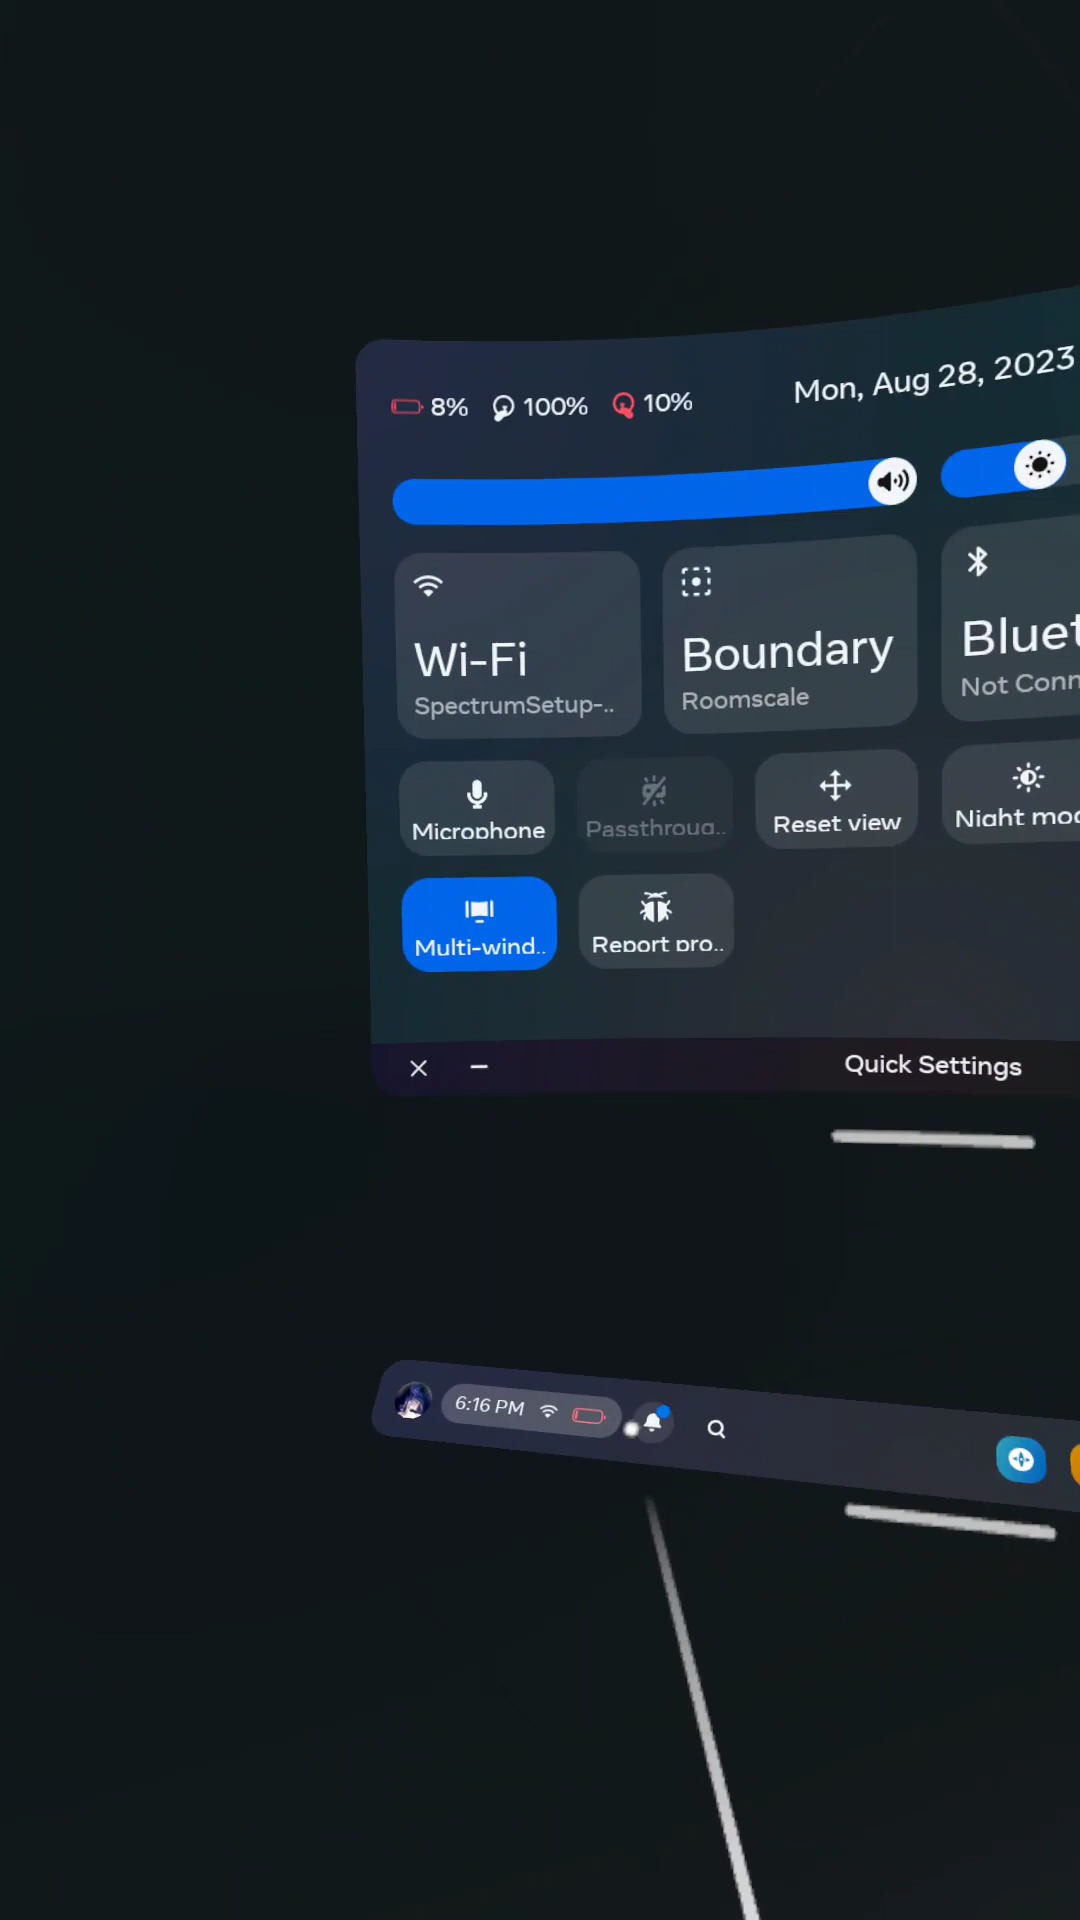 8% 100% 10% Mon, Aug 28, 2023
Wi-Fi
SpectrumSetup-..
Boundary
Roomscale
Bluet
Not Conn
Microphone
Passthroug..
Reset view
Night mod
Multi-wind..
Report pro..
Quick Settings
6:16 PM